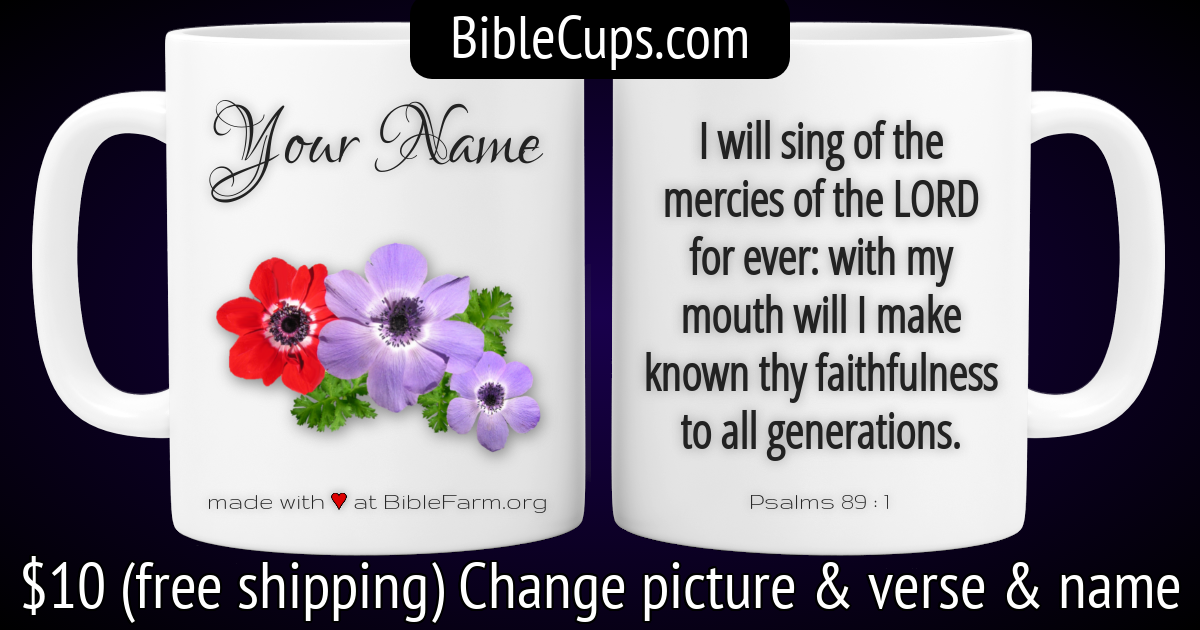 BibleCups.com
Your Name
made with ♥ at BibleFarm.org
I will sing of the
mercies of the LORD
for ever: with my
mouth will I make
known thy faithfulness
to all generations.
Psalms 89 : 1
$10 (free shipping) Change picture & verse & name